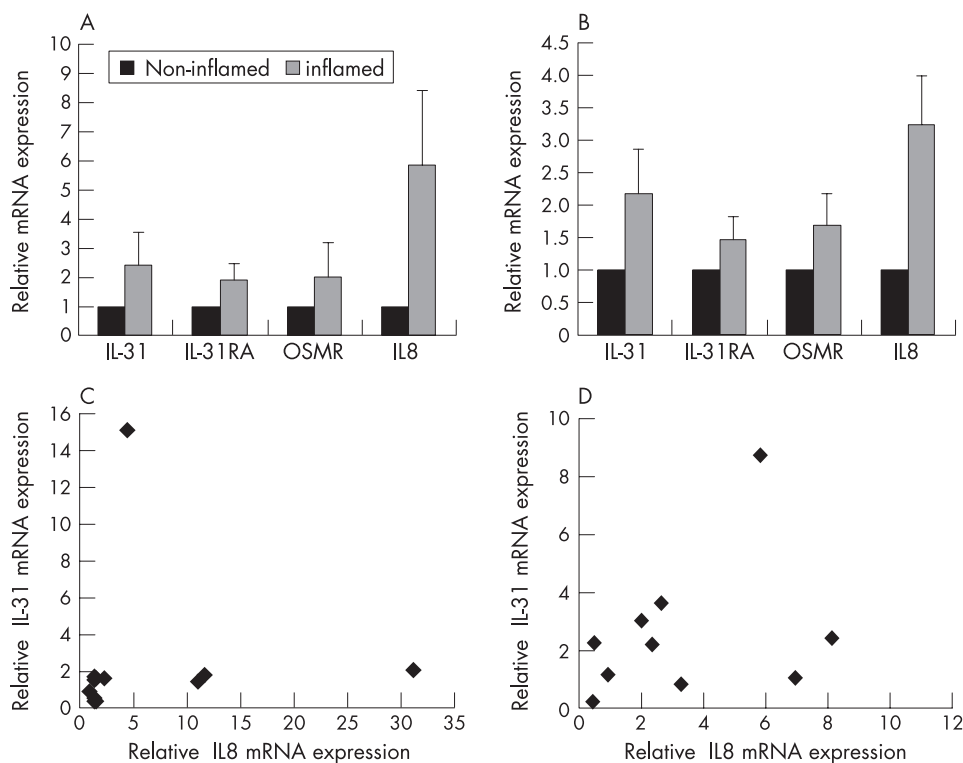 A
Relative mRNA expression
10
9
8
7
6
5
4
3
2
1
0
Non-inflamed inflamed
IL-31 IL-31RA OSMR IL8
B
Relative mRNA expression
4.5
4.0
3.5
3.0
2.5
2.0
1.5
1.0
0.5
0
IL-31 IL-31RA OSMR IL8
C
Relative IL-31 mRNA expression
16
14
12
10
8
6
4
2
0
0 5 10 15 20 25 30 35
Relative IL8 mRNA expression
D
Relative IL-31 mRNA expression
10
8
6
4
2
0
0 2 4 6 8 10 12
Relative IL8 mRNA expression